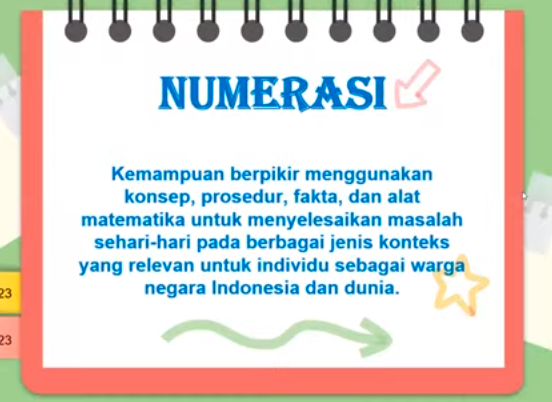 NUMERASI
Kemampuan berpikir menggunakan
konsep, prosedur, fakta, dan alat
matematika untuk menyelesaikan masalah
sehari-hari pada berbagai jenis konteks
yang relevan untuk individu sebagai warga
negara Indonesia dan dunia.
23
23